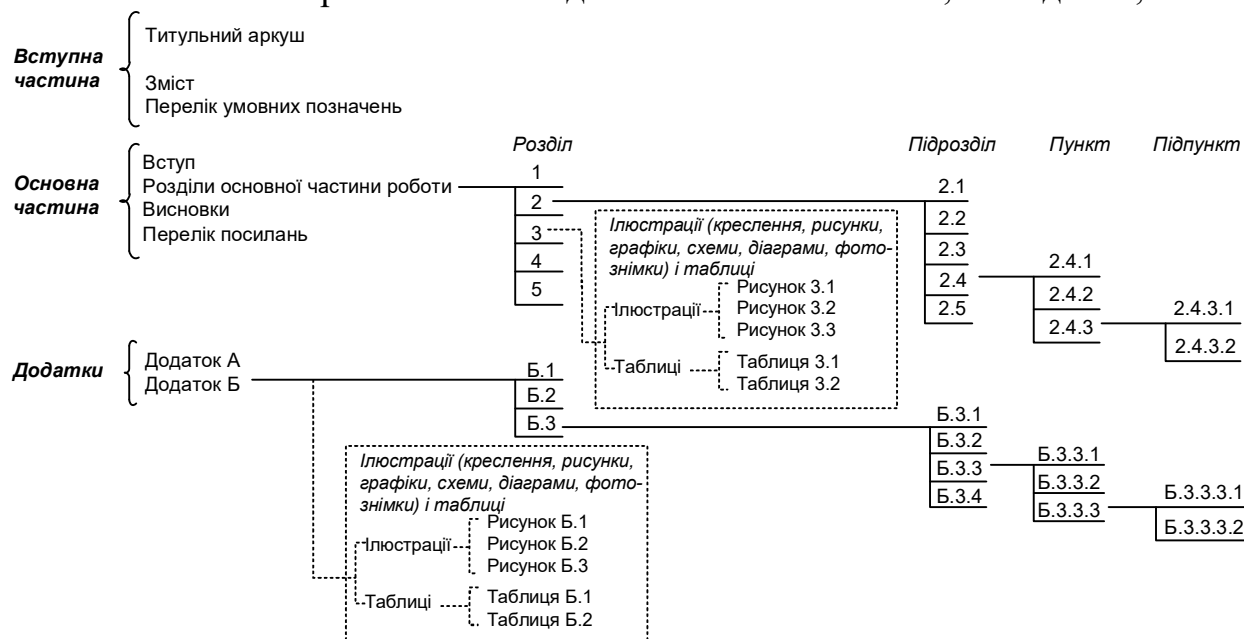 Вступна
частина
Титульний аркуш
Зміст
Перелік умовних позначень
Основна
частина
Вступ
Розділи основної частини роботи
Висновки
Перелік посилань
Розділ
1
2
3
4
5
Підрозділ
2.1
2.2
2.3
2.4
2.5
Пункт
2.4.1
2.4.2
2.4.3
Підпункт
2.4.3.1
2.4.3.2
Ілюстрації (креслення, рисунки,
графіки, схеми, діаграми, фото-
знімки) і таблиці
Ілюстрації
Рисунок 3.1
Рисунок 3.2
Рисунок 3.3
Таблиці
Таблиця 3.1
Таблиця 3.2
Додатки
Додаток А
Додаток Б
Б.1
Б.2
Б.3
Б.3.1
Б.3.2
Б.3.3
Б.3.4
Б.3.3.1
Б.3.3.2
Б.3.3.3
Б.3.3.3.1
Б.3.3.3.2
Ілюстрації (креслення, рисунки,
графіки, схеми, діаграми, фото-
знімки) і таблиці
Ілюстрації
Рисунок Б.1
Рисунок Б.2
Рисунок Б.3
Таблиці
Таблиця Б.1
Таблиця Б.2